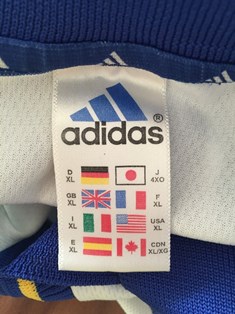 ®
adidas
D XL J 4XO
GB XL F XL
I XL USA XL
E XL CDN XL/XG